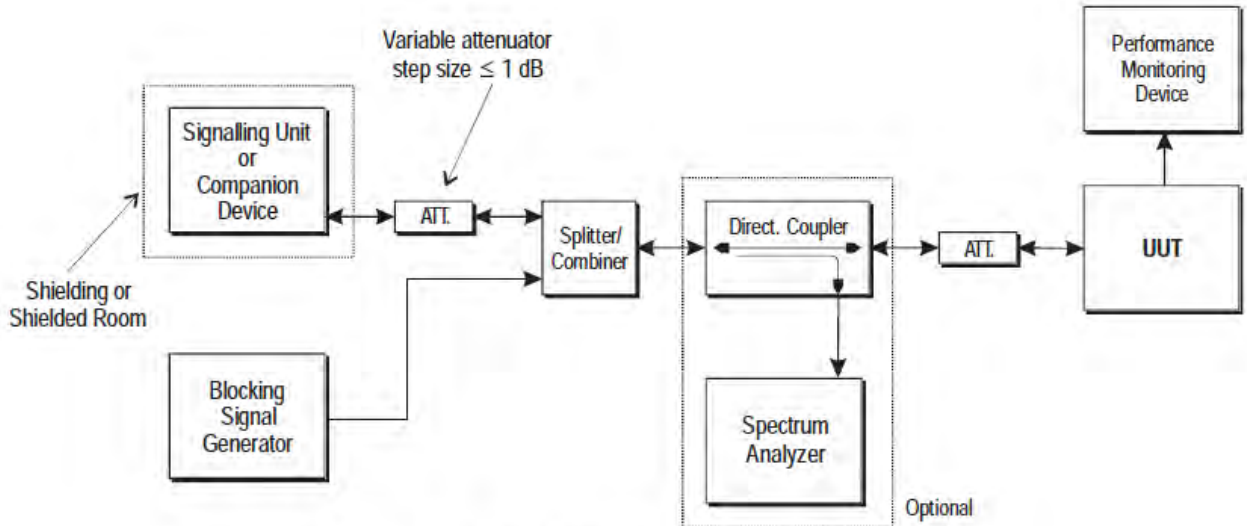 Variable attenuator
step size ≤ 1 dB
Performance
Monitoring
Device
Signalling Unit
or
Companion
Device
ATT.
Splitter/
Combiner
Direct. Coupler
ATT.
UUT
Shielding or
Shielded Room
Blocking
Signal
Generator
Spectrum
Analyzer
Optional